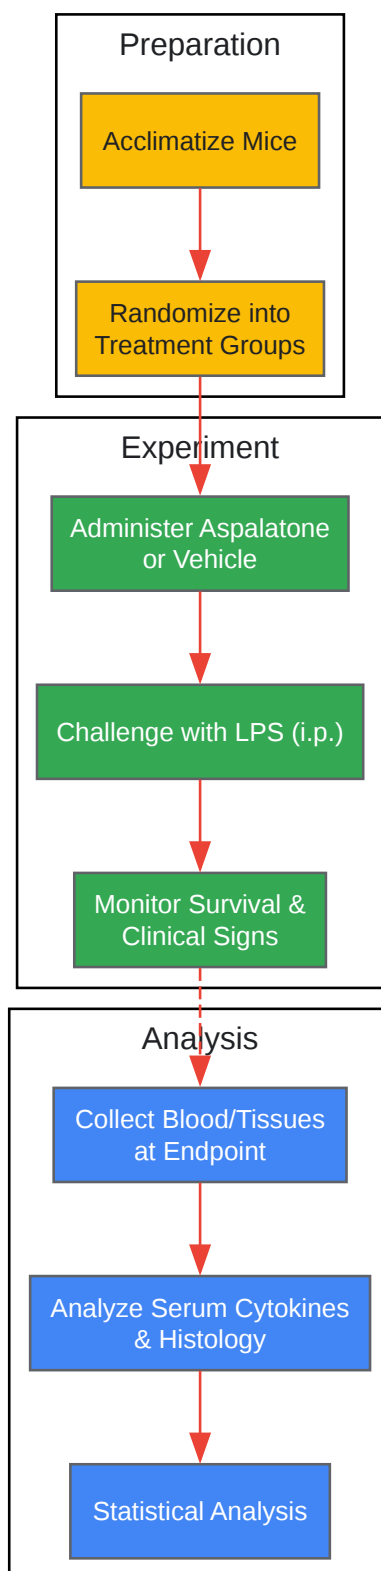 Preparation
Acclimatize Mice
Randomize into
Treatment Groups
Experiment
Administer Aspalatone
or Vehicle
Challenge with LPS (i.p.)
Monitor Survival &
Clinical Signs
Analysis
Collect Blood/Tissues
at Endpoint
Analyze Serum Cytokines
& Histology
Statistical Analysis